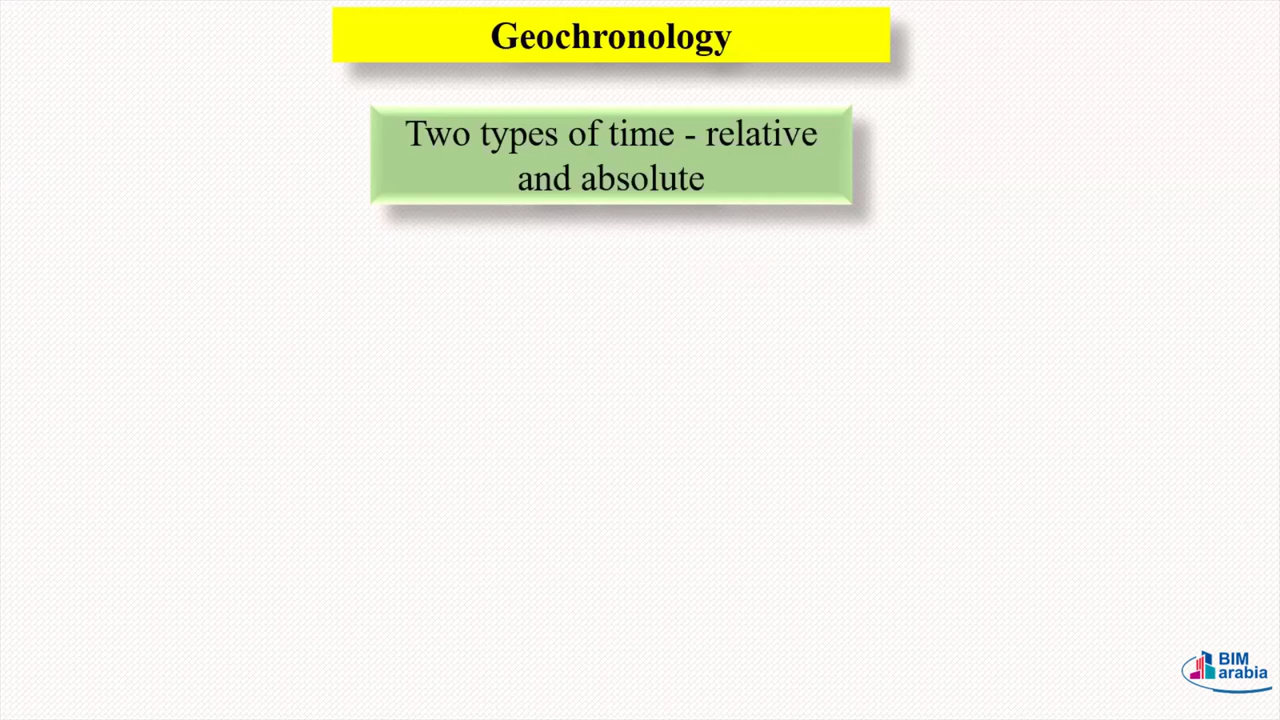 Geochronology
Two types of time - relative
and absolute
BIM
arabia